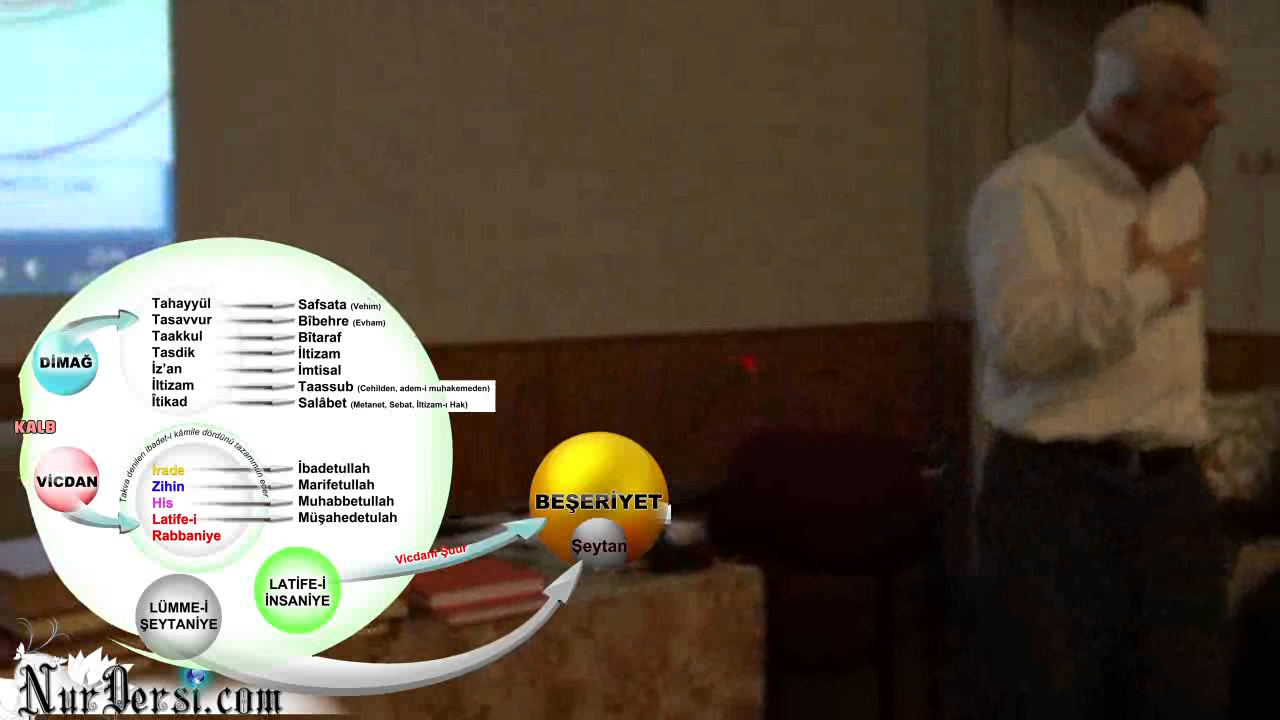 Tahayyül Safsata (Vehim)
Tasavvur Bîbehre (Evham)
Taakkul Bîtaraf
DİMAĞ
Tasdik İltizam
İz'an İmtisal
İltizam Taassub (Cehilden, adem-i muhakemeden)
Îtikad Salâbet (Metanet, Sebat, İltizam-ı Hak)
KALB
Takva denilen ibadet-i kâmile dördünü tazammun eder
VİCDAN
İrade İbadetullah
Zihin Marifetullah
His Muhabbetullah
Latife-i Müşahedetulah
Rabbaniye
BEŞERİYET
Şeytan
Vicdani Şuur
LATİFE-İ
İNSANİYE
LÜMME-İ
ŞEYTANİYE
NurDersi.com